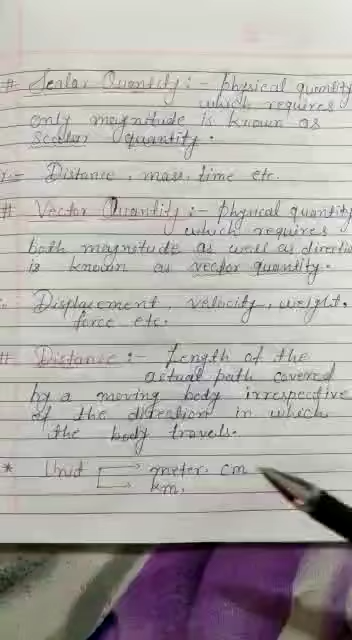 # Scalar Quantity :- physical quantity
which requires
only magnitude is known as
scalar quantity.
:- Distance, mass, time etc.
# Vector Quantity :- physical quantity
which requires
both magnitude as well as direction
is known as vector quantity.
:- Displacement, velocity, weight,
force etc.
# Distance :- Length of the
actual path covered
by a moving body irrespective
of the direction in which
the body travels.
* Unit → meter, cm
→ km.